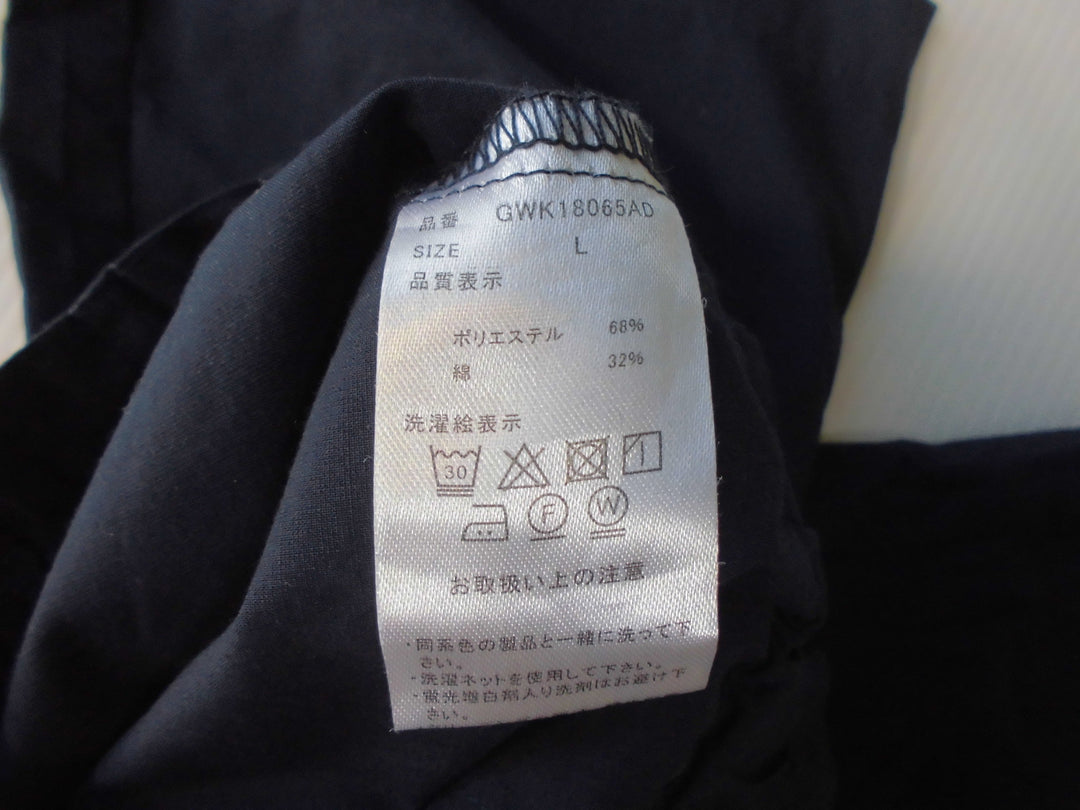 品番 GWK18065AD
SIZE L
品質表示
ポリエステル 68%
綿 32%
洗濯絵表示
30
F W
お取扱い上の注意
・同系色の製品と一緒に洗って下
さい。
・洗濯ネットを使用して下さい。
・蛍光増白剤入り洗剤はお避け下
さい。